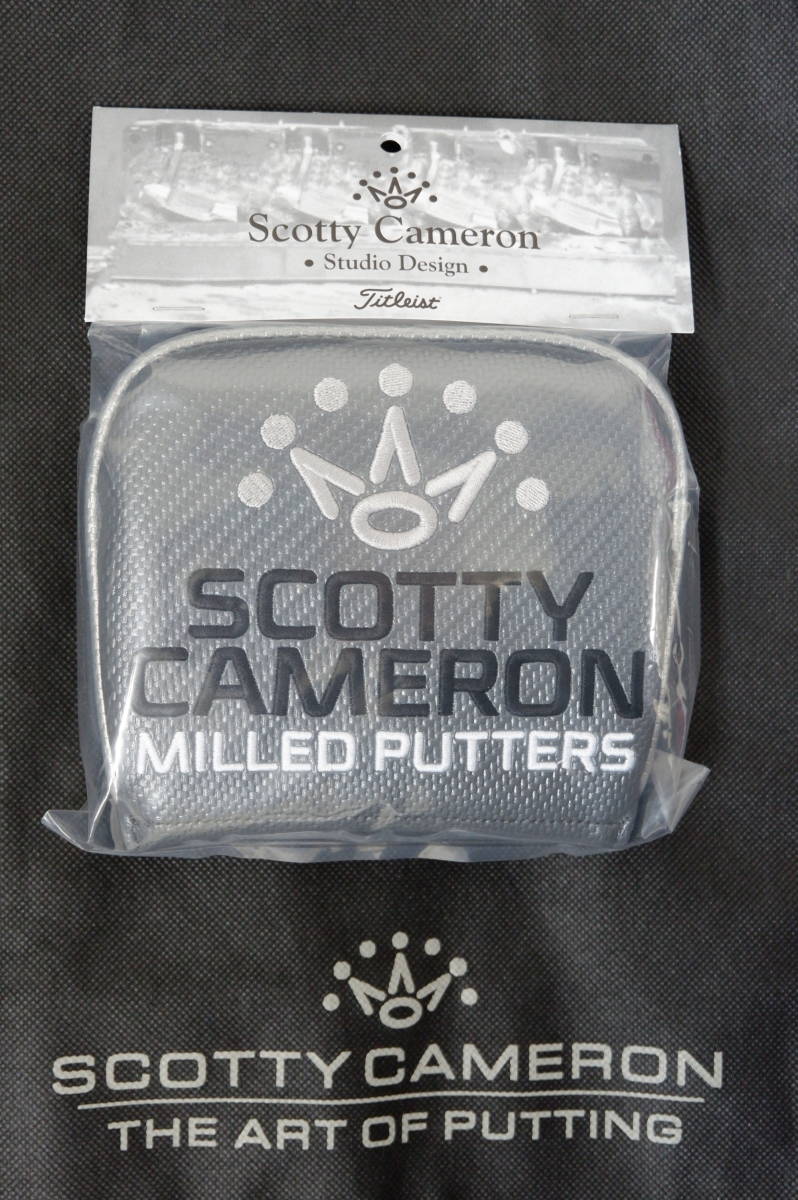 Scotty Cameron
• Studio Design •
Titleist
SCOTTY
CAMERON
MILLED PUTTERS
SCOTTY CAMERON
THE ART OF PUTTING